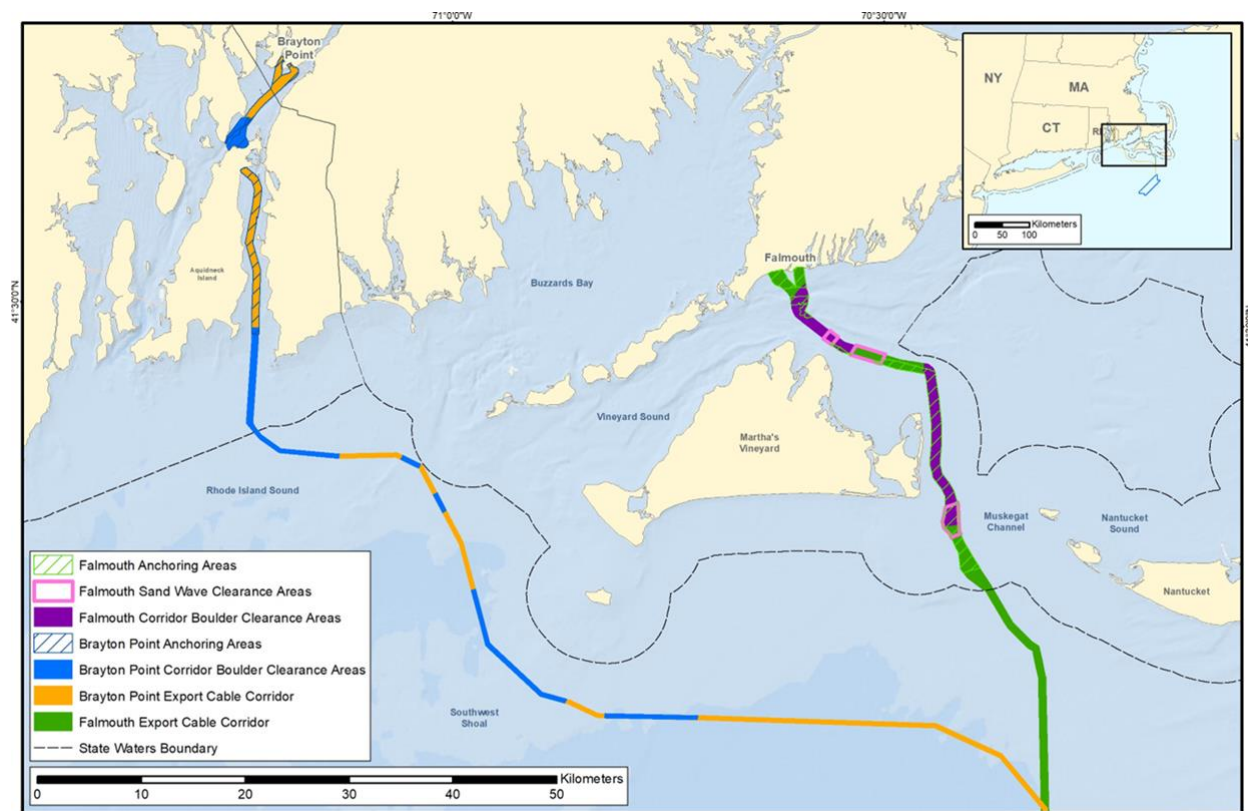 71°0'0"W
70°30'0"W
Brayton
Point
NY
MA
CT
Kilometers
0 50 100
Falmouth
Aquidneck
Island
Buzzards Bay
41°30'0"N
Vineyard Sound
Martha's
Vineyard
Rhode Island Sound
Muskegat
Channel
Nantucket
Sound
Nantucket
Southwest
Shoal
Falmouth Anchoring Areas
Falmouth Sand Wave Clearance Areas
Falmouth Corridor Boulder Clearance Areas
Brayton Point Anchoring Areas
Brayton Point Corridor Boulder Clearance Areas
Brayton Point Export Cable Corridor
Falmouth Export Cable Corridor
State Waters Boundary
Kilometers
0 10 20 30 40 50